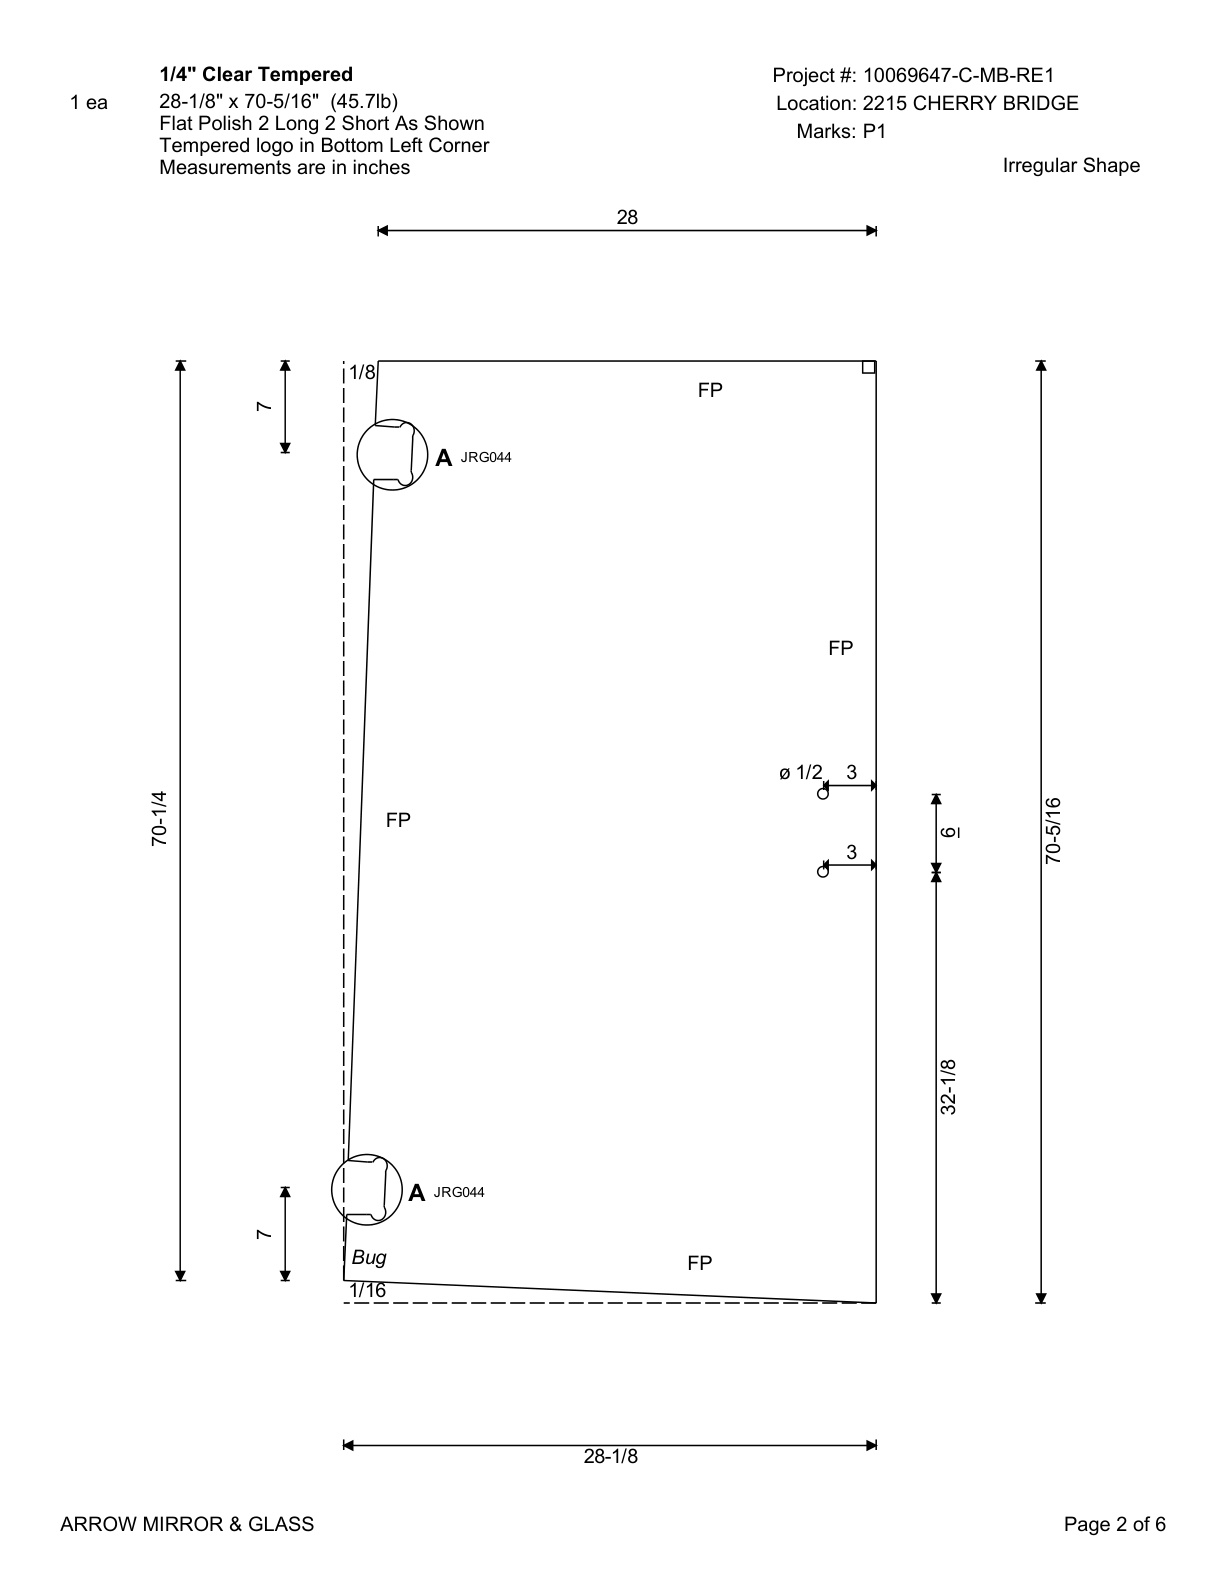 1/4" Clear Tempered
Project #: 10069647-C-MB-RE1
1 ea
28-1/8" x 70-5/16" (45.7lb)
Location: 2215 CHERRY BRIDGE
Flat Polish 2 Long 2 Short As Shown
Marks: P1
Tempered logo in Bottom Left Corner
Measurements are in inches
Irregular Shape
28
1/8
FP
7
A JRG044
FP
ø 1/2
3
70-1/4
FP
6
70-5/16
3
32-1/8
A JRG044
7
Bug
FP
1/16
28-1/8
ARROW MIRROR & GLASS
Page 2 of 6